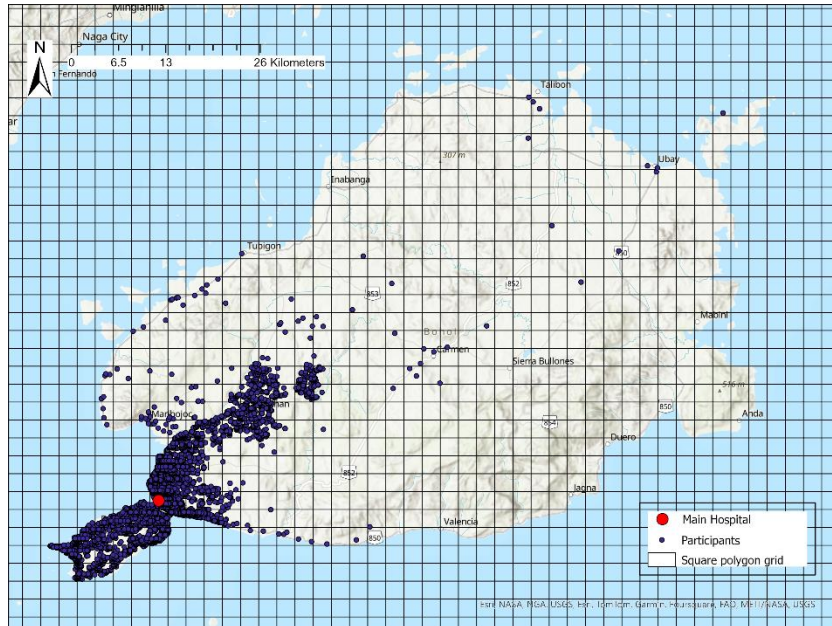 Minglanilla
Naga City
N
0 6.5 13 26 Kilometers
Fernando
Talibon
ar
307 m
Ubay
Inabanga
Tubigon
850
852
853
Mabini
Bohol
Carmen
Sierra Bullones
516 m
Maribojoc
850
Anda
854
Duero
852
Jagna
Valencia
850
Main Hospital
Participants
Square polygon grid
Esri, NASA, NGA, USGS, Esri, TomTom, Garmin, Foursquare, FAO, METI/NASA, USGS